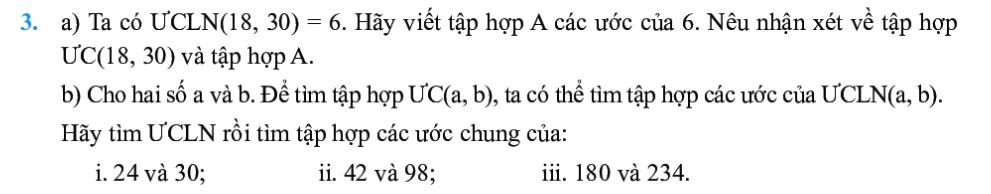 3. a) Ta có ƯCLN(18, 30) = 6. Hãy viết tập hợp A các ước của 6. Nêu nhận xét về tập hợp
ƯC(18, 30) và tập hợp A.
b) Cho hai số a và b. Để tìm tập hợp ƯC(a, b), ta có thể tìm tập hợp các ước của ƯCLN(a, b).
Hãy tìm ƯCLN rồi tìm tập hợp các ước chung của:
i. 24 và 30; ii. 42 và 98; iii. 180 và 234.